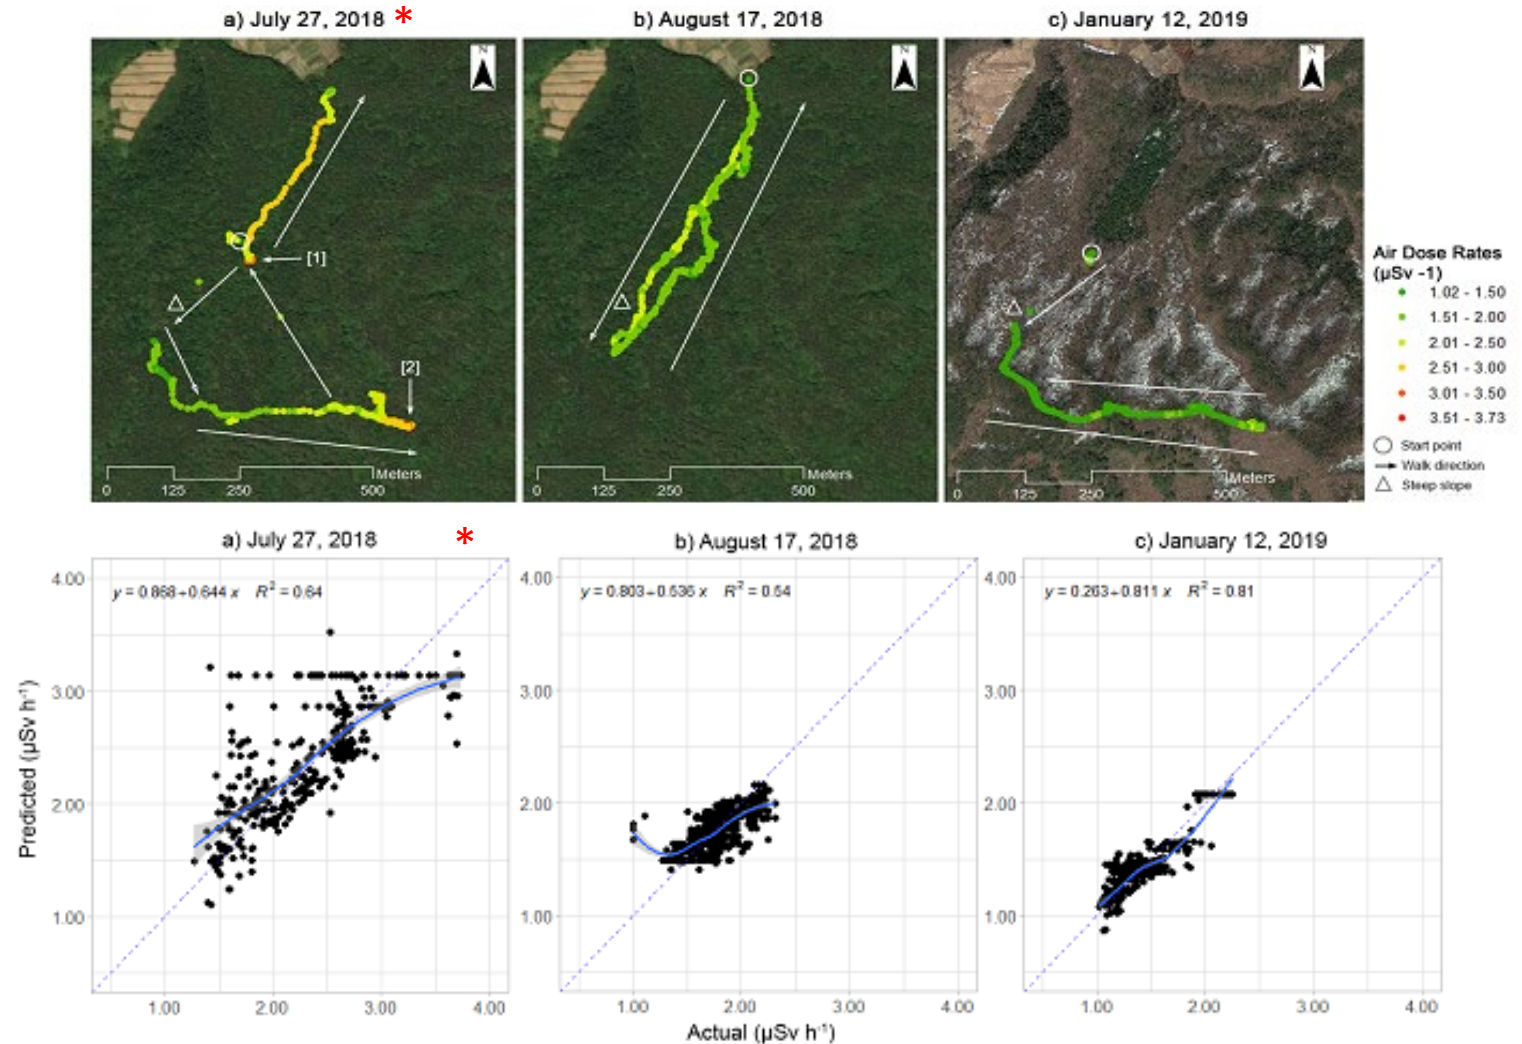 a) July 27, 2018 *
b) August 17, 2018
c) January 12, 2019
N
N
N
[1]
[2]
Meters
0 125 250 500
Meters
0 125 250 500
Meters
0 125 250 500
Air Dose Rates
(µSv -1)
1.02 - 1.50
1.51 - 2.00
2.01 - 2.50
2.51 - 3.00
3.01 - 3.50
3.51 - 3.73
Start point
Walk direction
Steep slope
a) July 27, 2018 *
b) August 17, 2018
c) January 12, 2019
y = 0.868+0.644 x R² = 0.64
y = 0.803+0.536 x R² = 0.54
y = 0.263+0.811 x R² = 0.81
Predicted (µSv h⁻¹)
4.00
3.00
2.00
1.00
4.00
3.00
2.00
1.00
4.00
3.00
2.00
1.00
1.00 2.00 3.00 4.00
1.00 2.00 3.00 4.00
1.00 2.00 3.00 4.00
Actual (µSv h⁻¹)